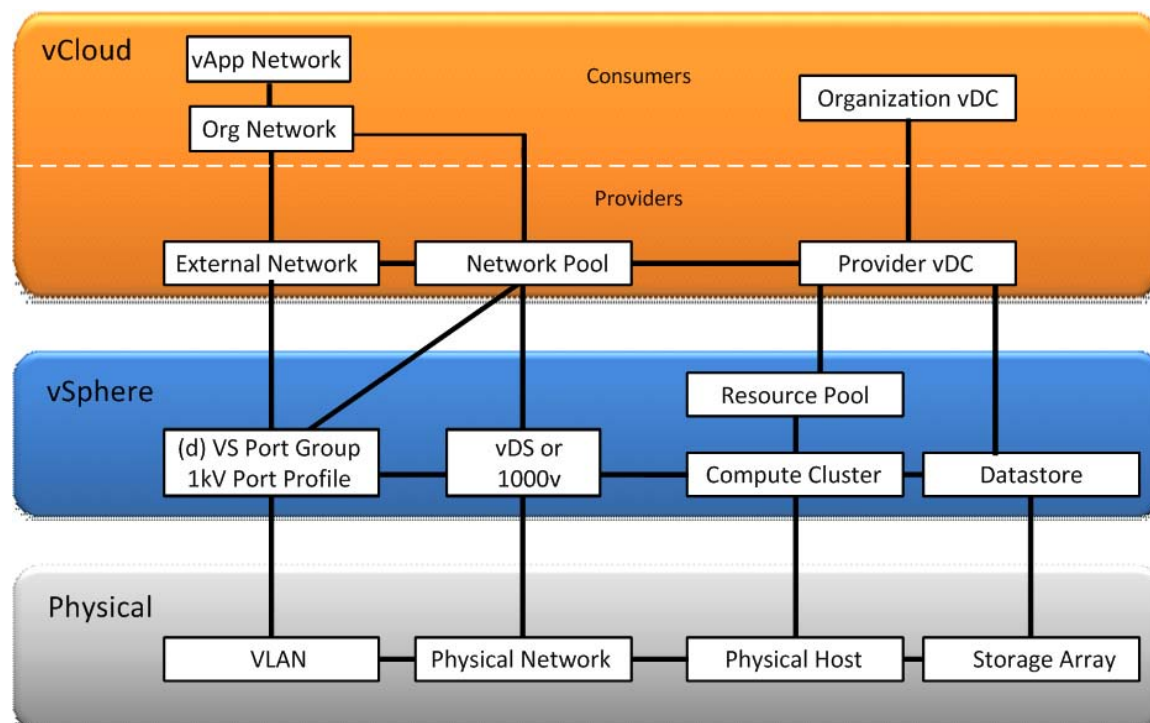 vCloud
vApp Network
Consumers
Organization vDC
Org Network
Providers
External Network
Network Pool
Provider vDC
vSphere
Resource Pool
(d) VS Port Group
1kV Port Profile
vDS or
1000v
Compute Cluster
Datastore
Physical
VLAN
Physical Network
Physical Host
Storage Array